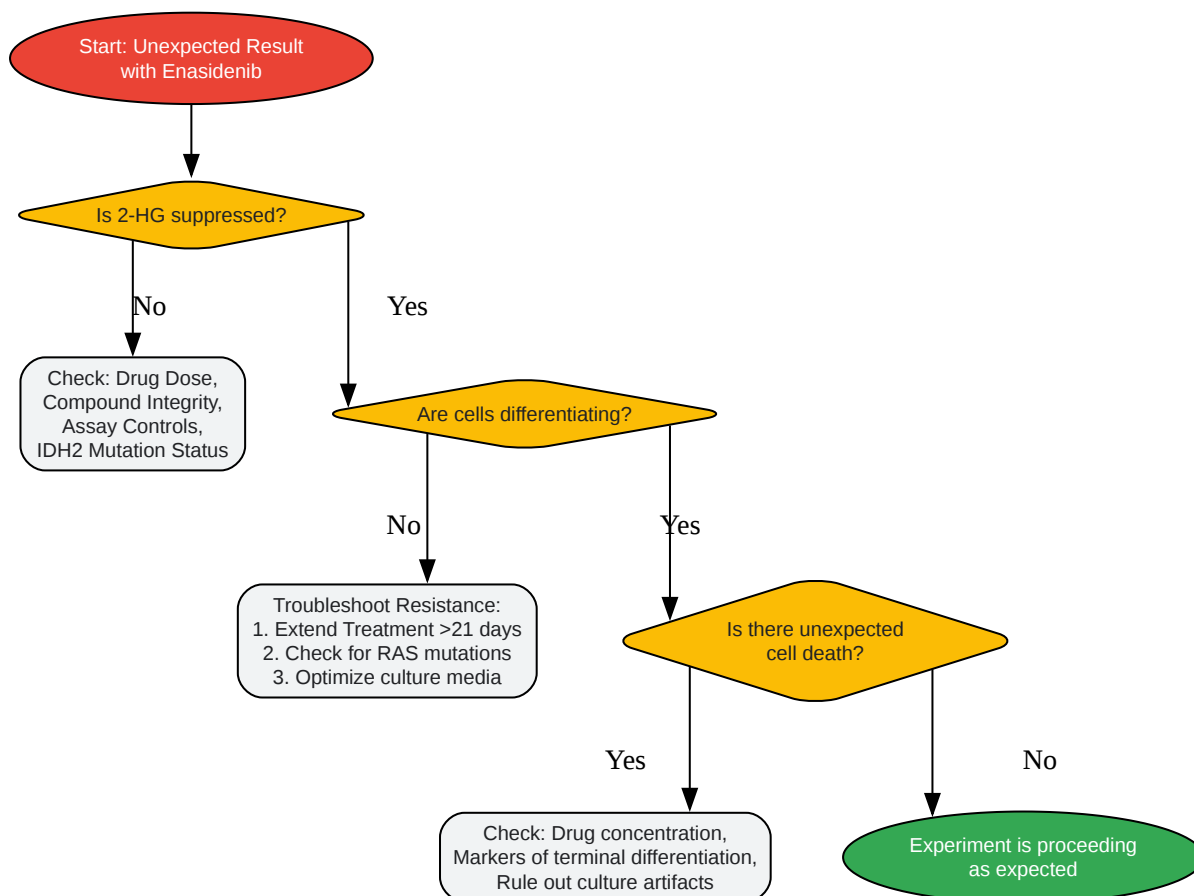 Start: Unexpected Result
with Enasidenib
Is 2-HG suppressed?
No
Yes
Check: Drug Dose,
Compound Integrity,
Assay Controls,
IDH2 Mutation Status
Are cells differentiating?
No
Yes
Troubleshoot Resistance:
1. Extend Treatment >21 days
2. Check for RAS mutations
3. Optimize culture media
Is there unexpected
cell death?
Yes
No
Check: Drug concentration,
Markers of terminal differentiation,
Rule out culture artifacts
Experiment is proceeding
as expected